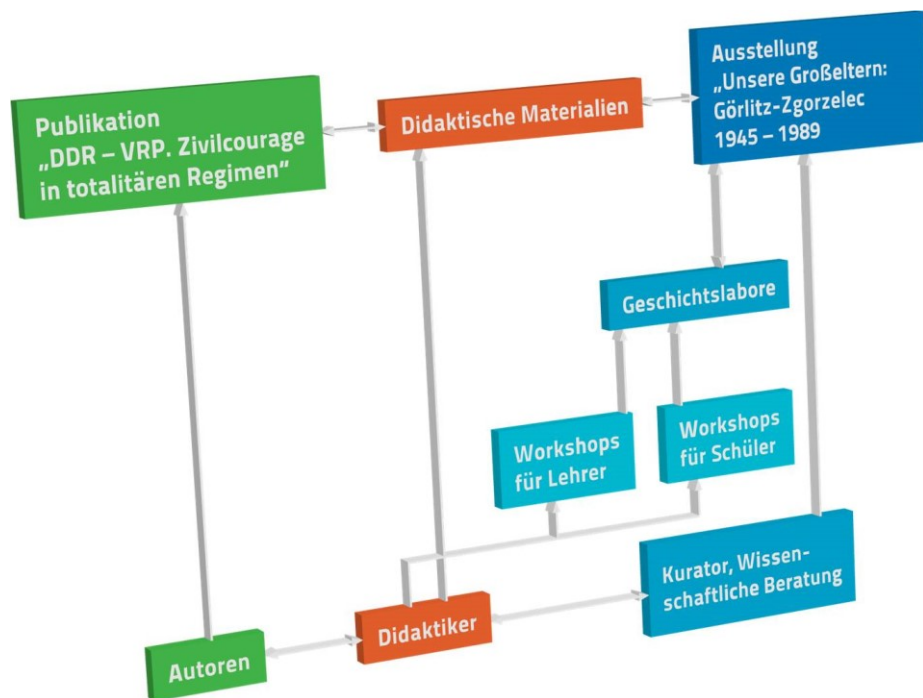 Publikation
„DDR – VRP. Zivilcourage
in totalitären Regimen“
Didaktische Materialien
Ausstellung
„Unsere Großeltern:
Görlitz-Zgorzelec
1945 – 1989
Geschichtslabore
Workshops
für Lehrer
Workshops
für Schüler
Kurator, Wissen-
schaftliche Beratung
Didaktiker
Autoren